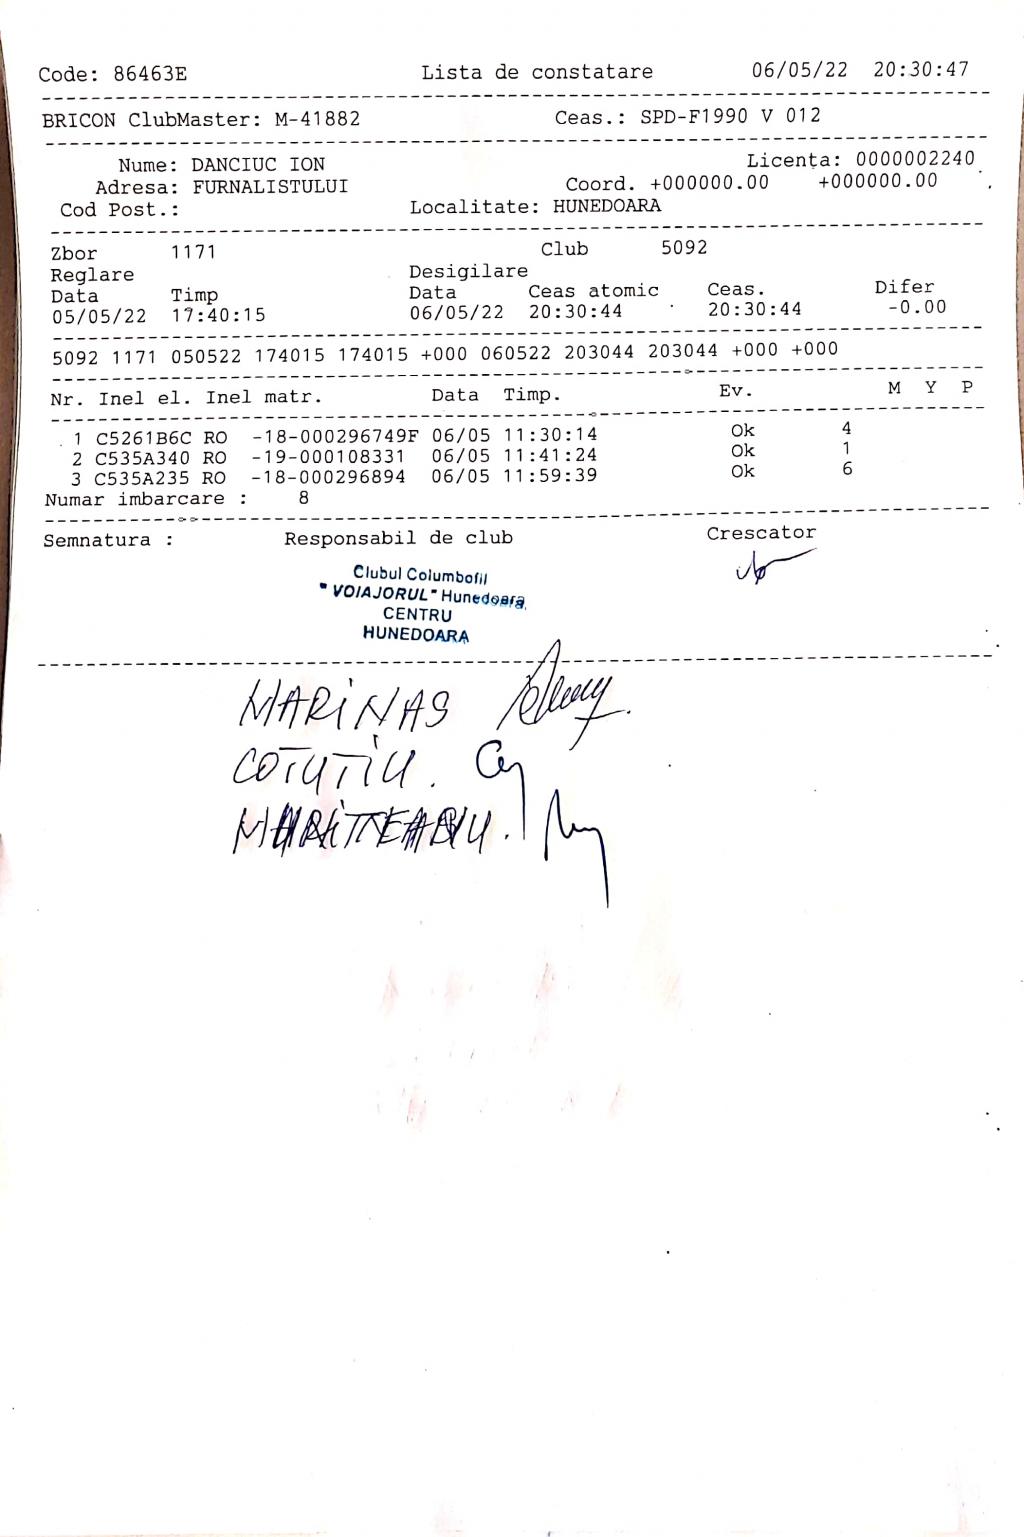 Code: 86463E Lista de constatare 06/05/22 20:30:47
BRICON ClubMaster: M-41882 Ceas.: SPD-F1990 V 012
Nume: DANCIUC ION Licența: 0000002240
Adresa: FURNALISTULUI Coord. +000000.00 +000000.00
Cod Post.: Localitate: HUNEDOARA
Zbor 1171 Club 5092
Reglare Desigilare
Data Timp Data Ceas atomic Ceas. Difer
05/05/22 17:40:15 06/05/22 20:30:44 20:30:44 -0.00
5092 1171 050522 174015 174015 +000 060522 203044 203044 +000 +000
Nr. Inel el. Inel matr. Data Timp. Ev. M Y P
1 C5261B6C RO -18-000296749F 06/05 11:30:14 Ok 4
2 C535A340 RO -19-000108331 06/05 11:41:24 Ok 1
3 C535A235 RO -18-000296894 06/05 11:59:39 Ok 6
Numar imbarcare : 8
Semnatura : Responsabil de club Crescator
Clubul Columbofil
"VOIAJORUL" Hunedoara
CENTRU
HUNEDOARA
MARINAS
COTUTIU.